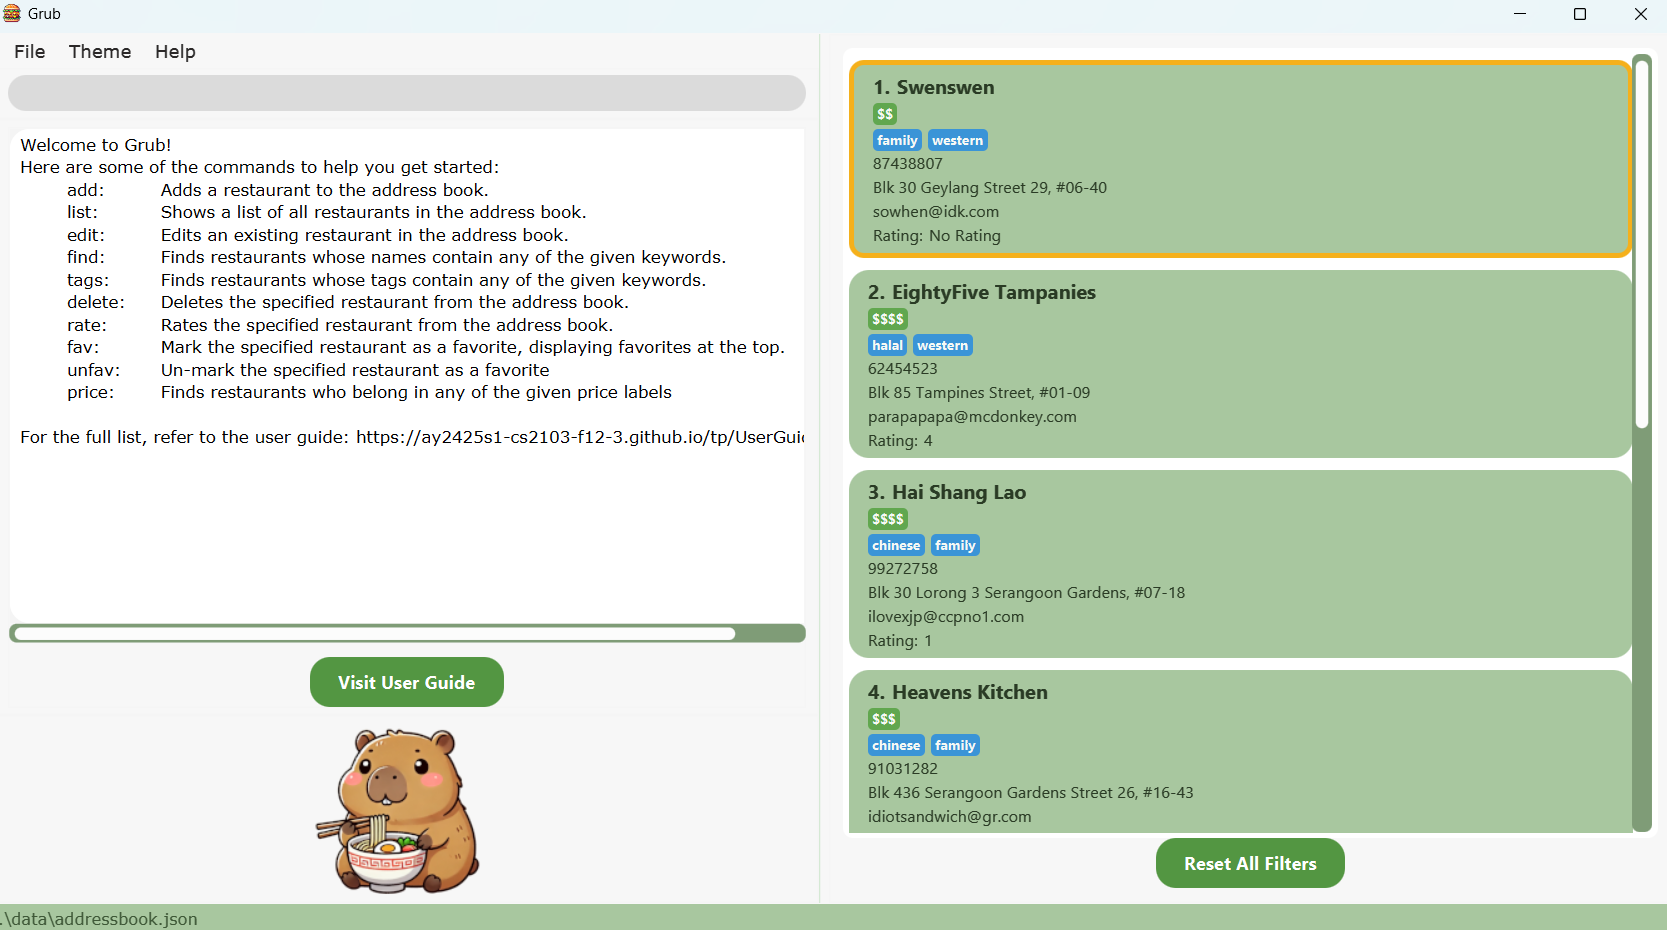 Grub
File Theme Help
Welcome to Grub!
Here are some of the commands to help you get started:
add: Adds a restaurant to the address book.
list: Shows a list of all restaurants in the address book.
edit: Edits an existing restaurant in the address book.
find: Finds restaurants whose names contain any of the given keywords.
tags: Finds restaurants whose tags contain any of the given keywords.
delete: Deletes the specified restaurant from the address book.
rate: Rates the specified restaurant from the address book.
fav: Mark the specified restaurant as a favorite, displaying favorites at the top.
unfav: Un-mark the specified restaurant as a favorite
price: Finds restaurants who belong in any of the given price labels
For the full list, refer to the user guide: https://ay2425s1-cs2103-f12-3.github.io/tp/UserGui
Visit User Guide
1. Swenswen
$$
family western
87438807
Blk 30 Geylang Street 29, #06-40
sowhen@idk.com
Rating: No Rating
2. EightyFive Tampanies
$$$$
halal western
62454523
Blk 85 Tampines Street, #01-09
parapapapa@mcdonkey.com
Rating: 4
3. Hai Shang Lao
$$$$
chinese family
99272758
Blk 30 Lorong 3 Serangoon Gardens, #07-18
ilovexjp@ccpno1.com
Rating: 1
4. Heavens Kitchen
$$$
chinese family
91031282
Blk 436 Serangoon Gardens Street 26, #16-43
idiotsandwich@gr.com
Reset All Filters
.\data\addressbook.json